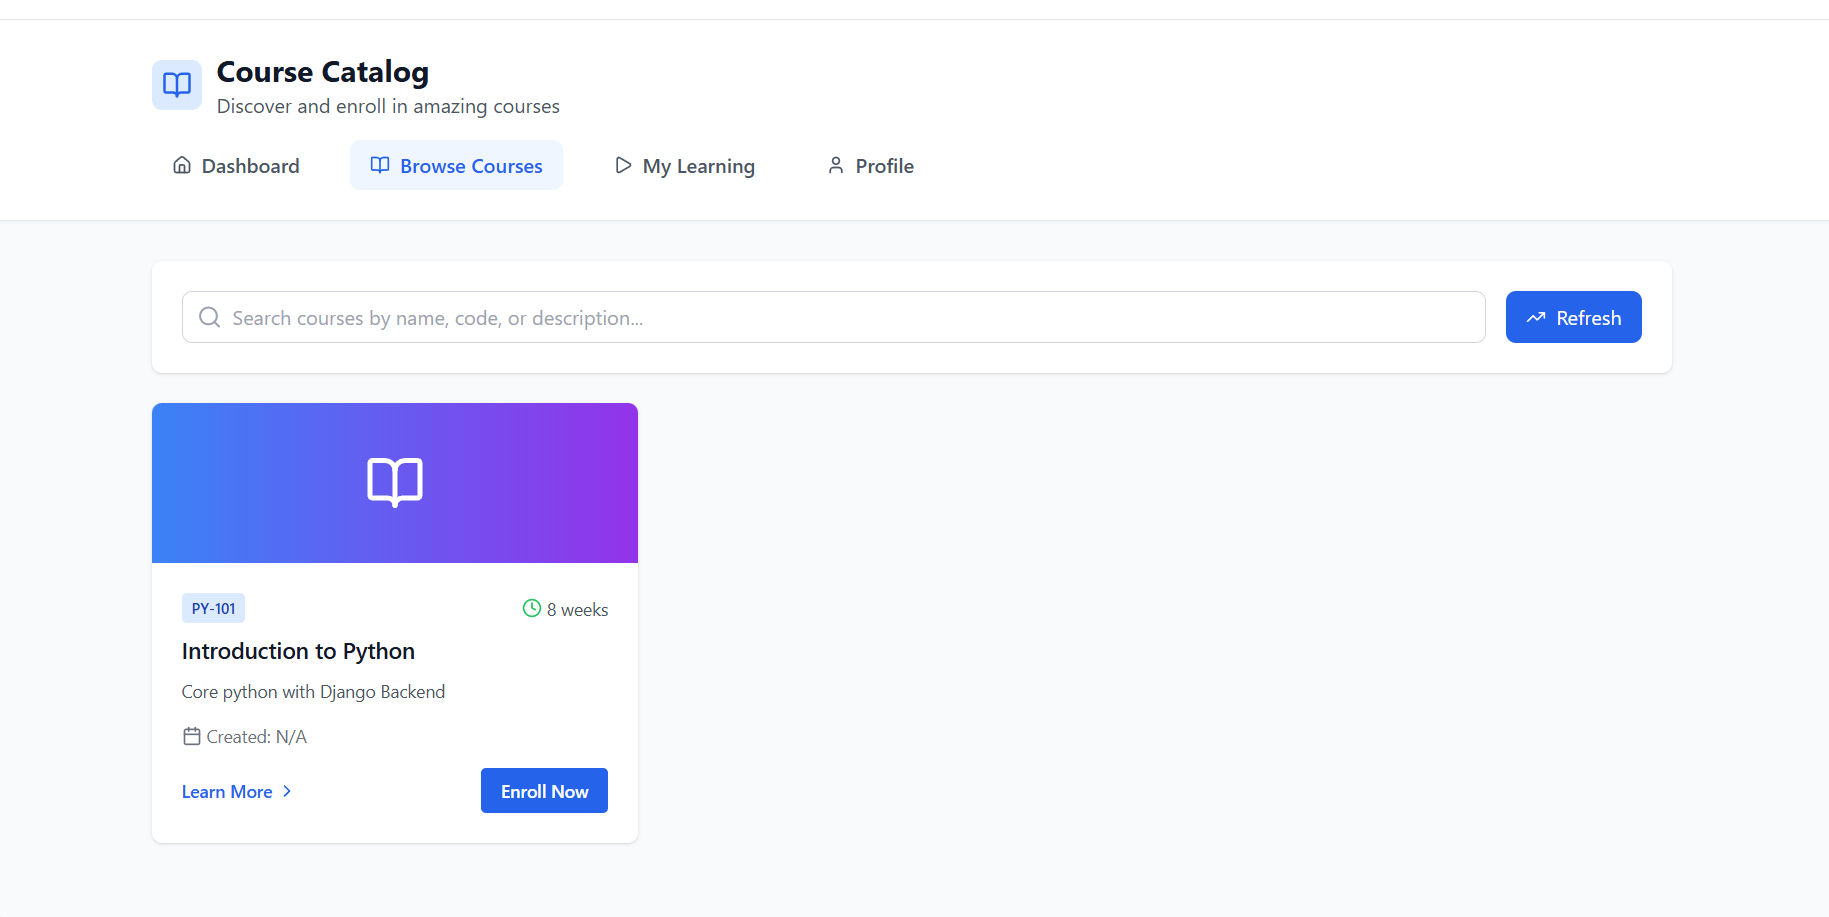 Course Catalog
Discover and enroll in amazing courses
Dashboard
Browse Courses
My Learning
Profile
Search courses by name, code, or description...
Refresh
PY-101
8 weeks
Introduction to Python
Core python with Django Backend
Created: N/A
Learn More
Enroll Now